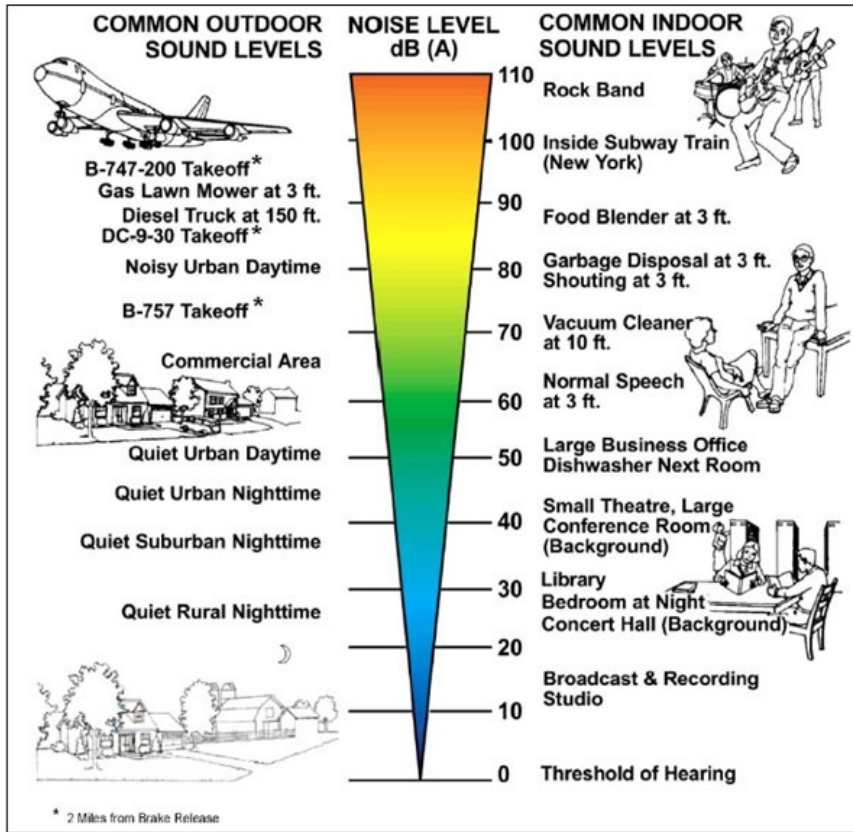 COMMON OUTDOOR
SOUND LEVELS
B-747-200 Takeoff*
Gas Lawn Mower at 3 ft.
Diesel Truck at 150 ft.
DC-9-30 Takeoff*
Noisy Urban Daytime
B-757 Takeoff*
Commercial Area
Quiet Urban Daytime
Quiet Urban Nighttime
Quiet Suburban Nighttime
Quiet Rural Nighttime
* 2 Miles from Brake Release
NOISE LEVEL
dB (A)
110
100
90
80
70
60
50
40
30
20
10
0
COMMON INDOOR
SOUND LEVELS
Rock Band
Inside Subway Train
(New York)
Food Blender at 3 ft.
Garbage Disposal at 3 ft.
Shouting at 3 ft.
Vacuum Cleaner
at 10 ft.
Normal Speech
at 3 ft.
Large Business Office
Dishwasher Next Room
Small Theatre, Large
Conference Room
(Background)
Library
Bedroom at Night
Concert Hall (Background)
Broadcast & Recording
Studio
Threshold of Hearing